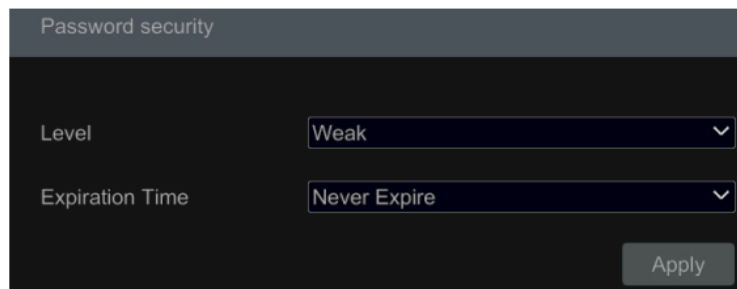 Password security
Level Weak
Expiration Time Never Expire
Apply